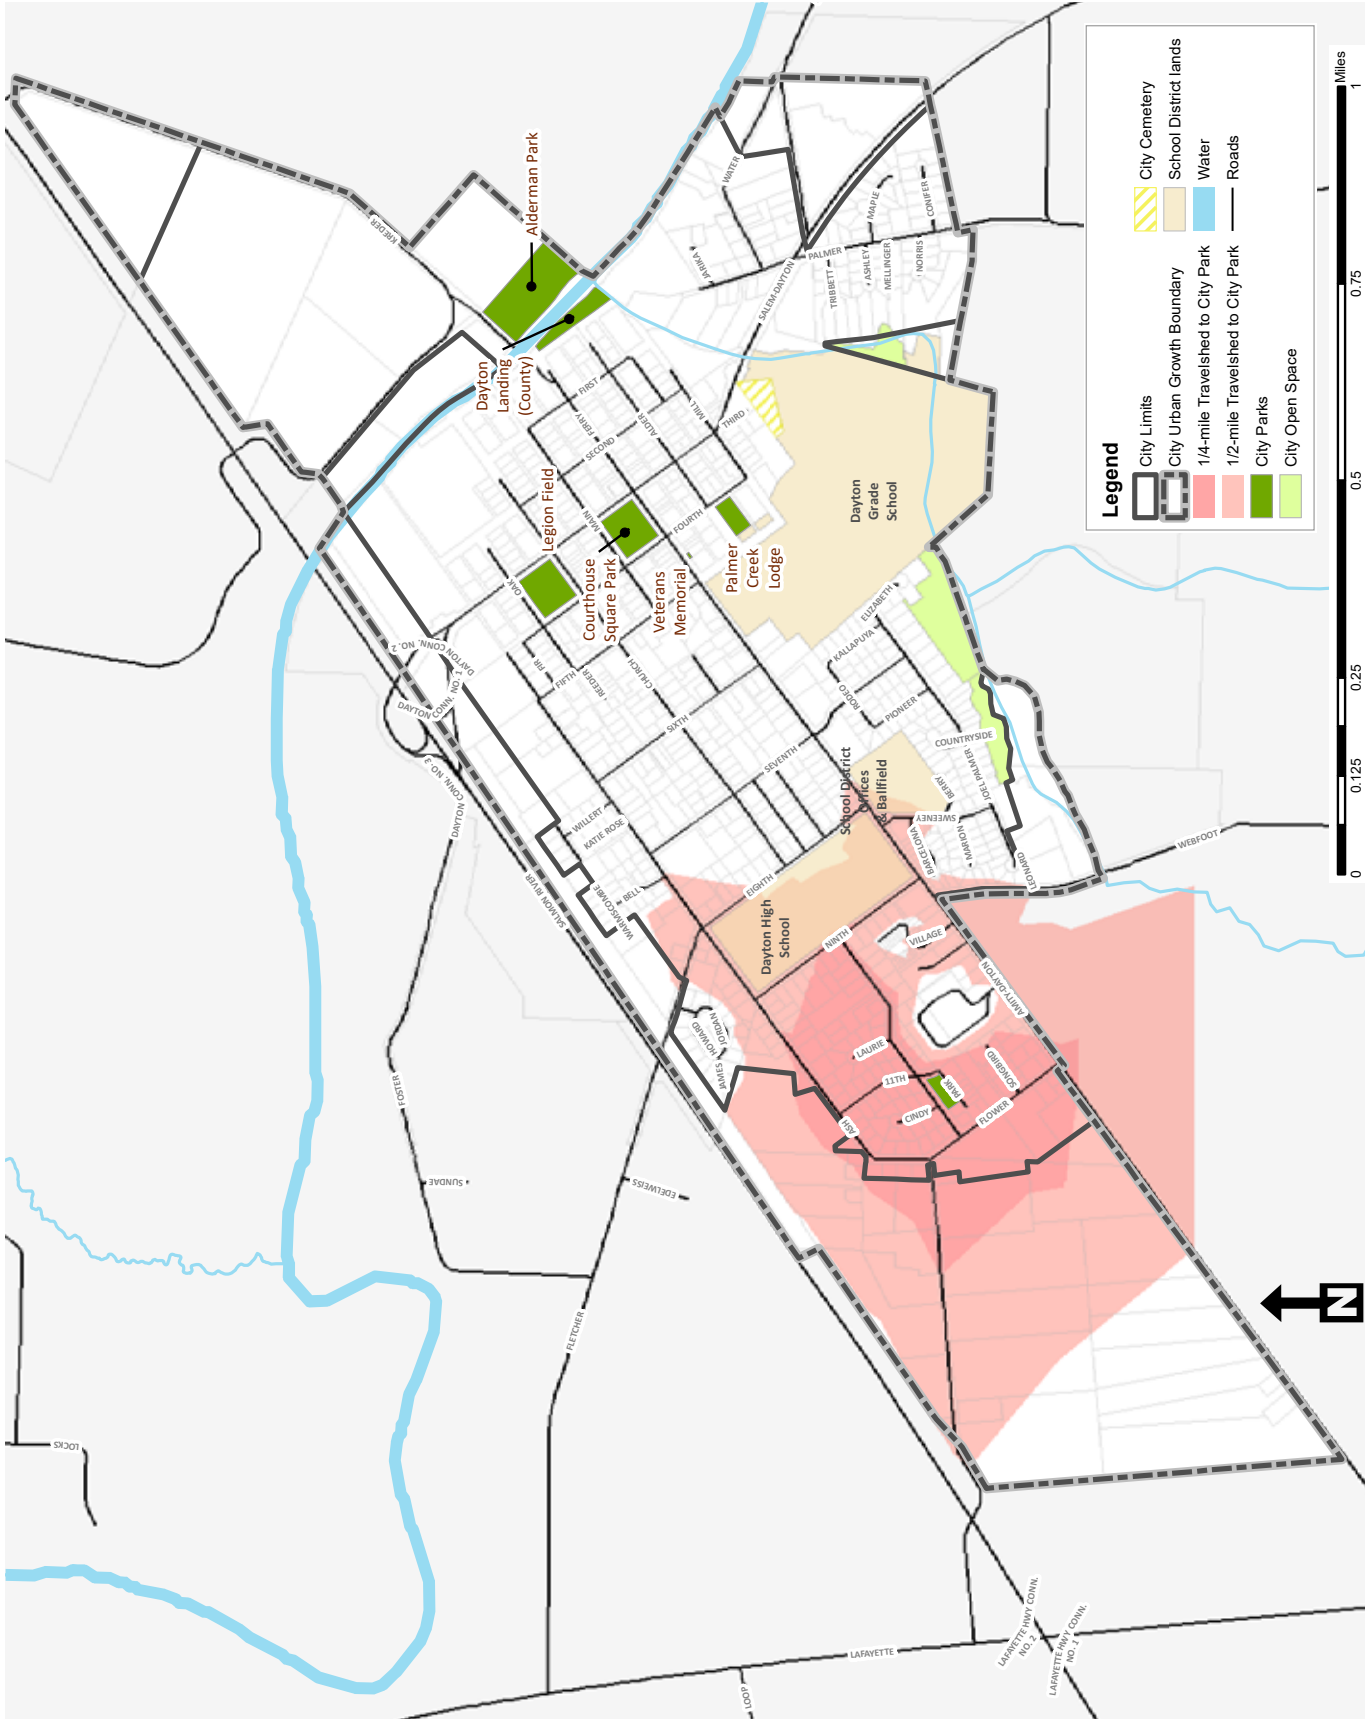 KREDER
Alderman Park
Dayton
Landing
(County)
WATER
JARIKA
MAPLE
CONIFER
PALMER
ASHLEY
TRIBBETT
MELLINGER
NORRIS
SALEM-DAYTON
FIRST
FERRY
SECOND
ALDER
MILL
THIRD
MAIN
FOURTH
Legion Field
Courthouse
Square Park
Veterans
Memorial
Palmer
Creek
Lodge
Dayton
Grade
School
OAK
FIR
FIFTH
REEDER
CHURCH
SIXTH
SEVENTH
DAYTON CONN. NO. 2
DAYTON CONN. NO. 1
DAYTON CONN. NO. 3
ELIZABETH
KALLAPUYA
RODEO
PIONEER
COUNTRYSIDE
JOEL PALMER
BERRY
SWEENEY
MARION
BARCELONA
LEONARD
WEBFOOT
School District
Offices
& Ballfield
WILLERT
KATIE ROSE
WARMSCOMBE
BELL
SALMON RIVER
EIGHTH
Dayton High
School
NINTH
VILLAGE
AMITY-DAYTON
JORDAN
HOWARD
JAMES
LAURIE
11TH
PARK
SONGBIRD
CINDY
FLOWER
ASH
FOSTER
SUNDAE
EDELWEISS
FLETCHER
LOCKS
LAFAYETTE
LOOP
LAFAYETTE HWY CONN.
NO. 2
LAFAYETTE HWY CONN.
NO. 1
Legend
City Limits
City Urban Growth Boundary
1/4-mile Travelshed to City Park
1/2-mile Travelshed to City Park
City Parks
City Open Space
City Cemetery
School District lands
Water
Roads
0
0.125
0.25
0.5
0.75
1
Miles
N